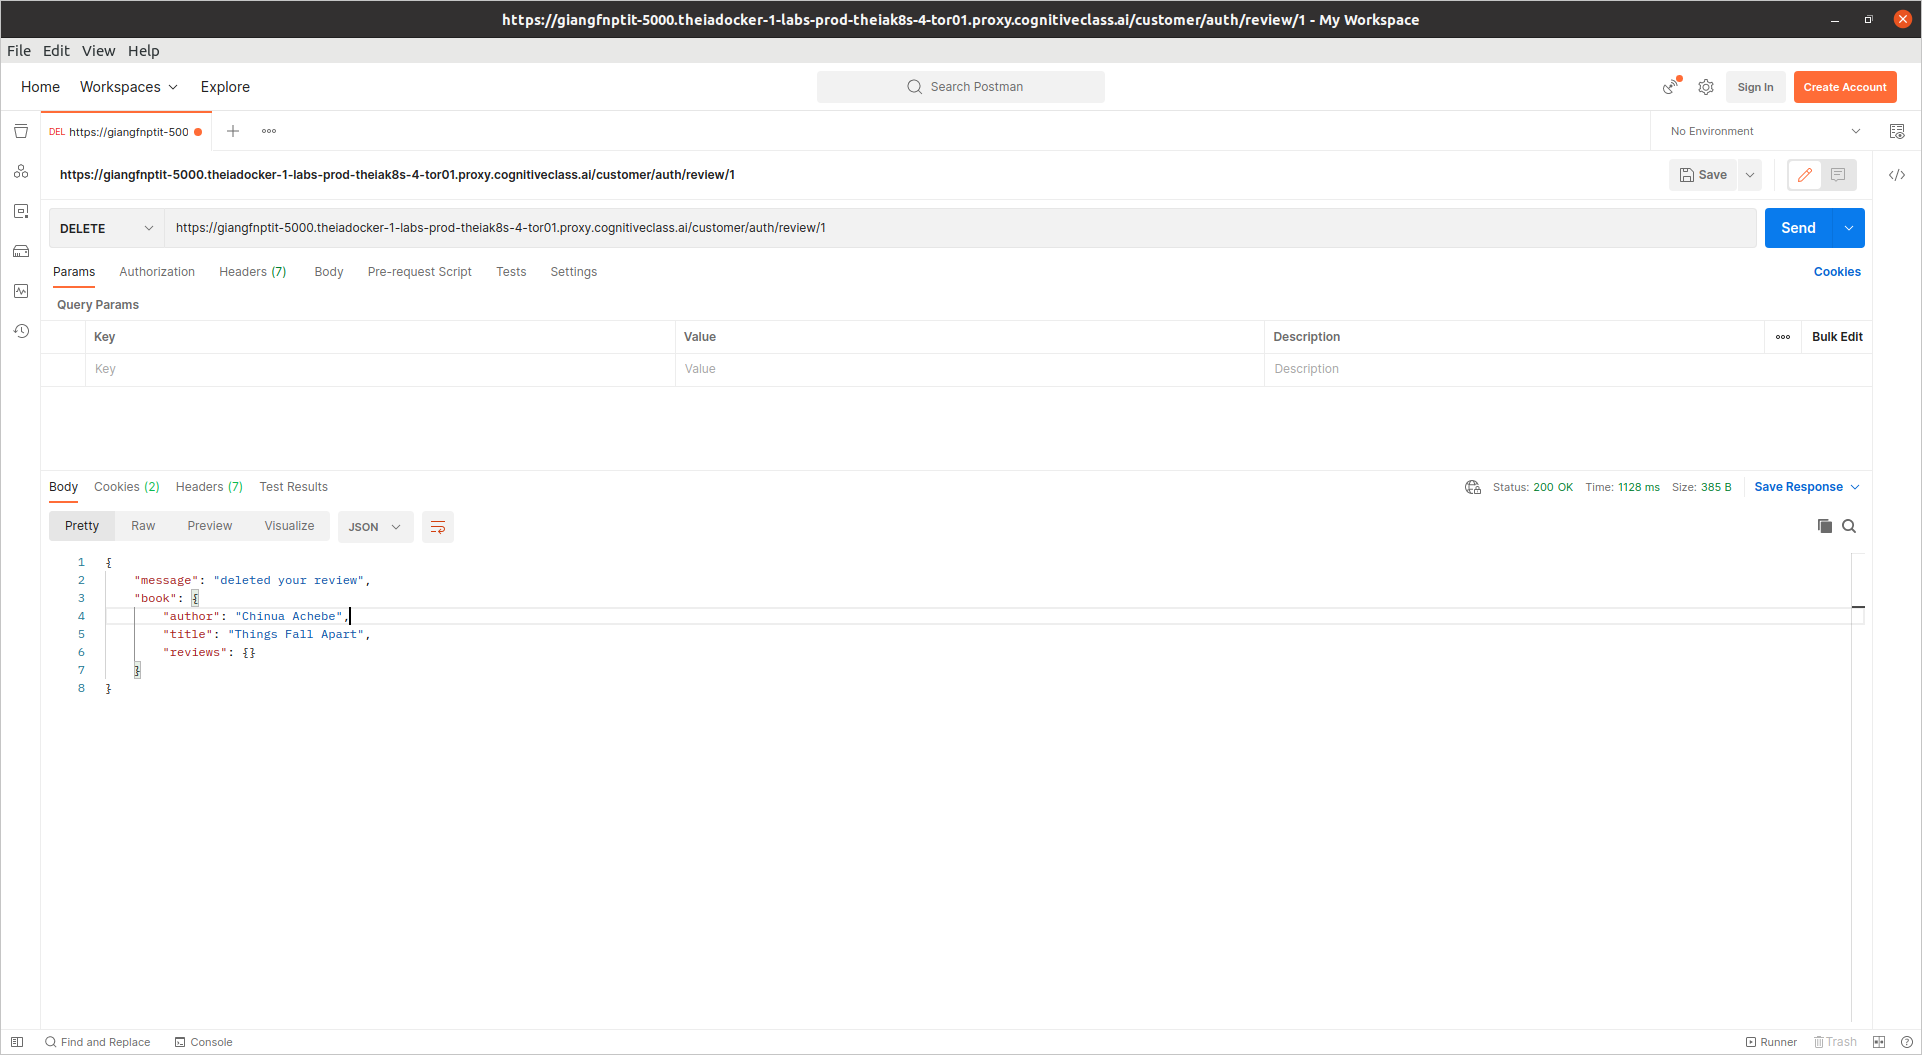 https://giangfnptit-5000.theiadocker-1-labs-prod-theiak8s-4-tor01.proxy.cognitiveclass.ai/customer/auth/review/1 - My Workspace
File Edit View Help
Home Workspaces Explore Search Postman Sign In Create Account
DEL https://giangfnptit-500 No Environment
https://giangfnptit-5000.theiadocker-1-labs-prod-theiak8s-4-tor01.proxy.cognitiveclass.ai/customer/auth/review/1 Save
DELETE https://giangfnptit-5000.theiadocker-1-labs-prod-theiak8s-4-tor01.proxy.cognitiveclass.ai/customer/auth/review/1 Send
Params Authorization Headers (7) Body Pre-request Script Tests Settings Cookies
Query Params
Key Value Description Bulk Edit
Key Value Description
Body Cookies (2) Headers (7) Test Results Status: 200 OK Time: 1128 ms Size: 385 B Save Response
Pretty Raw Preview Visualize JSON
1 {
2 "message": "deleted your review",
3 "book": {
4 "author": "Chinua Achebe",
5 "title": "Things Fall Apart",
6 "reviews": {}
7 }
8 }
Find and Replace Console Runner Trash